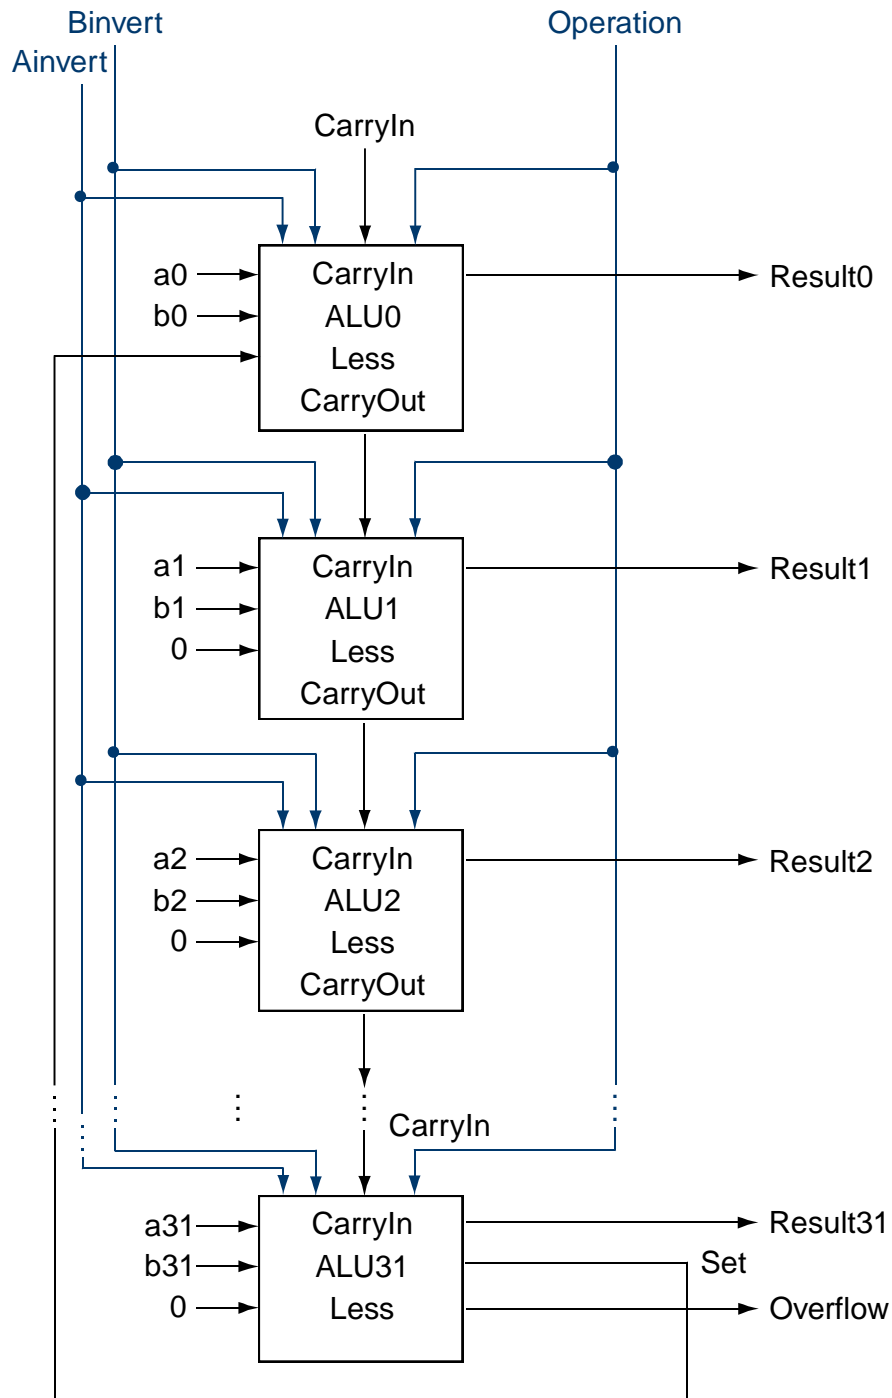 Binvert
Operation
Ainvert
CarryIn
a0
CarryIn
Result0
b0
ALU0
Less
CarryOut
a1
CarryIn
Result1
b1
ALU1
0
Less
CarryOut
a2
CarryIn
Result2
b2
ALU2
0
Less
CarryOut
CarryIn
a31
CarryIn
Result31
b31
ALU31
Set
0
Less
Overflow